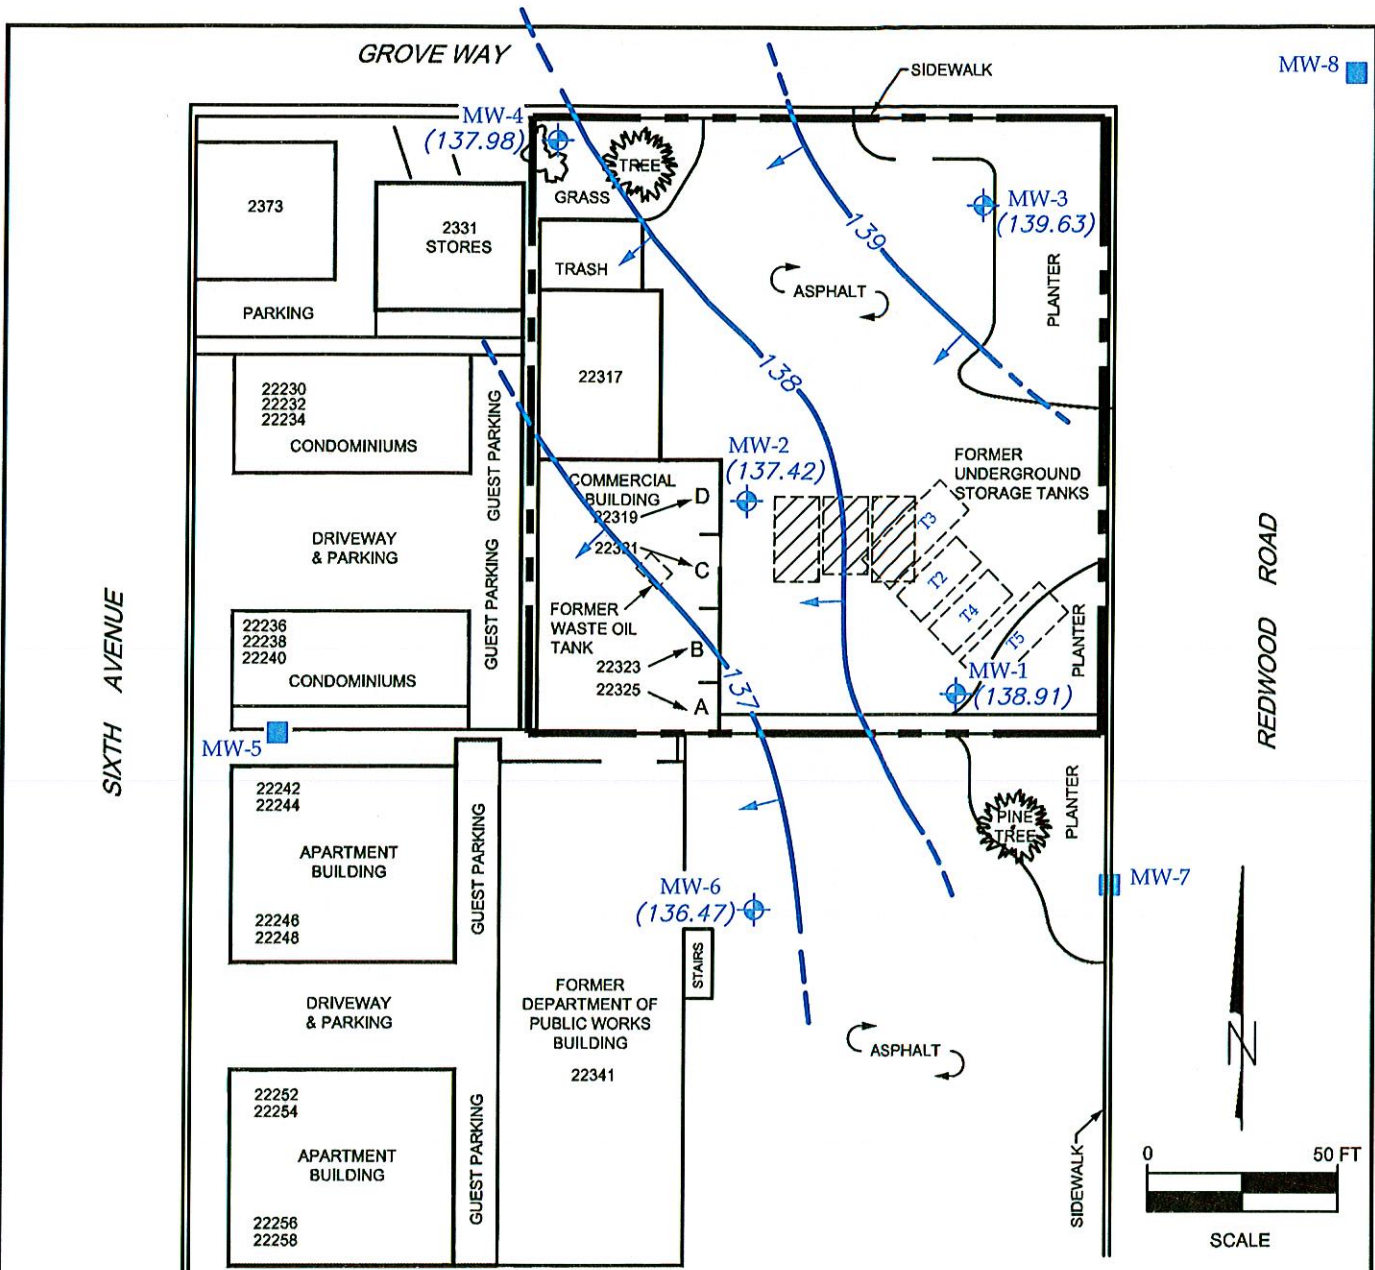 GROVE WAY
SIDEWALK
MW-8
MW-4
(137.98)
TREE
GRASS
2373
2331
STORES
MW-3
(139.63)
139
TRASH
ASPHALT
PLANTER
PARKING
138
22317
22230
22232
22234
CONDOMINIUMS
GUEST PARKING
MW-2
(137.42)
FORMER
UNDERGROUND
STORAGE TANKS
COMMERCIAL
BUILDING
22319
D
22321
C
T3
T2
T4
T5
DRIVEWAY
& PARKING
GUEST PARKING
FORMER
WASTE OIL
TANK
22323
B
22325
A
137
22236
22238
22240
CONDOMINIUMS
PLANTER
MW-1
(138.91)
SIXTH AVENUE
REDWOOD ROAD
MW-5
22242
22244
APARTMENT
BUILDING
22246
22248
GUEST PARKING
PLANTER
PINE
TREE
MW-7
MW-6
(136.47)
STAIRS
DRIVEWAY
& PARKING
FORMER
DEPARTMENT OF
PUBLIC WORKS
BUILDING
22341
ASPHALT
N
22252
22254
APARTMENT
BUILDING
22256
22258
GUEST PARKING
SIDEWALK
0 50 FT
SCALE